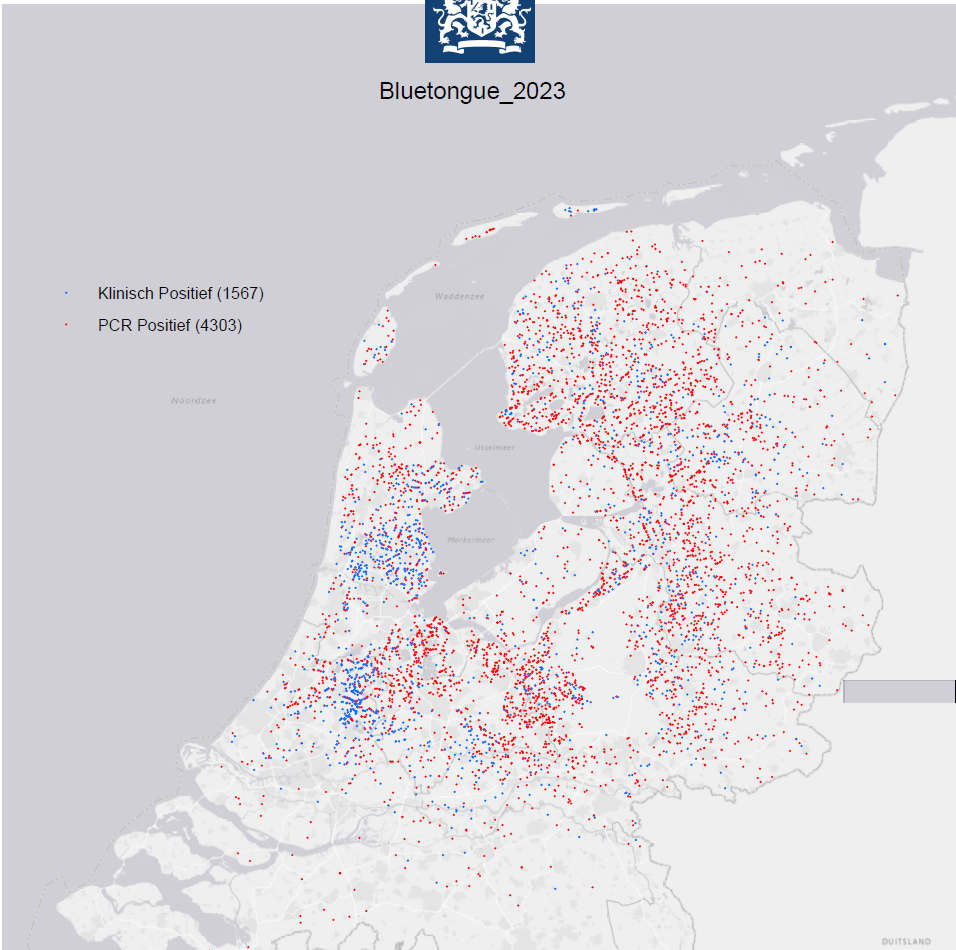 Bluetongue_2023
Waddenzee
Klinisch Positief (1567)
PCR Positief (4303)
Noordzee
IJsselmeer
Markermeer
DUITSLAND